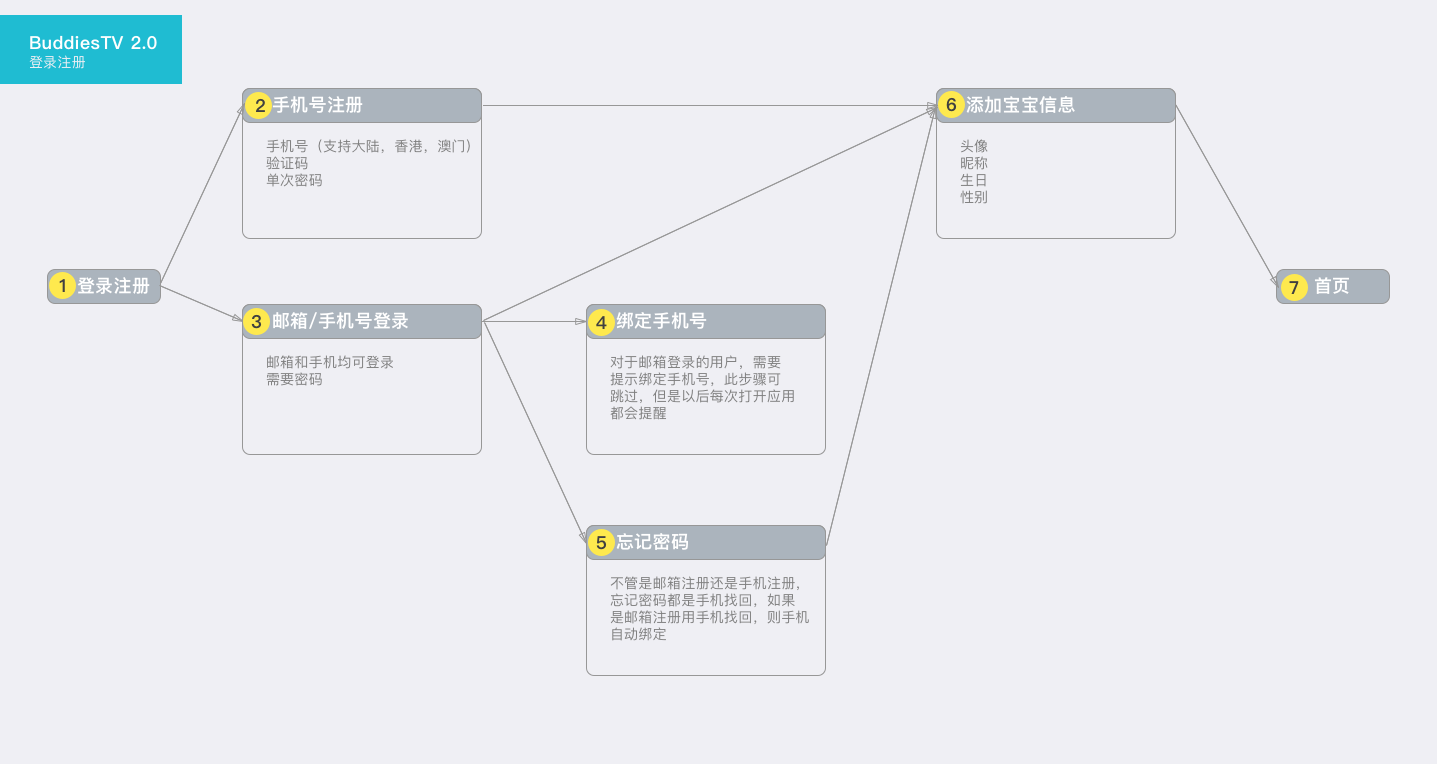 BuddiesTV 2.0
登录注册
1 登录注册
2 手机号注册
手机号（支持大陆，香港，澳门）
验证码
单次密码
3 邮箱/手机号登录
邮箱和手机均可登录
需要密码
4 绑定手机号
对于邮箱登录的用户，需要
提示绑定手机号，此步骤可
跳过，但是以后每次打开应用
都会提醒
5 忘记密码
不管是邮箱注册还是手机注册，
忘记密码都是手机找回，如果
是邮箱注册用手机找回，则手机
自动绑定
6 添加宝宝信息
头像
昵称
生日
性别
7 首页